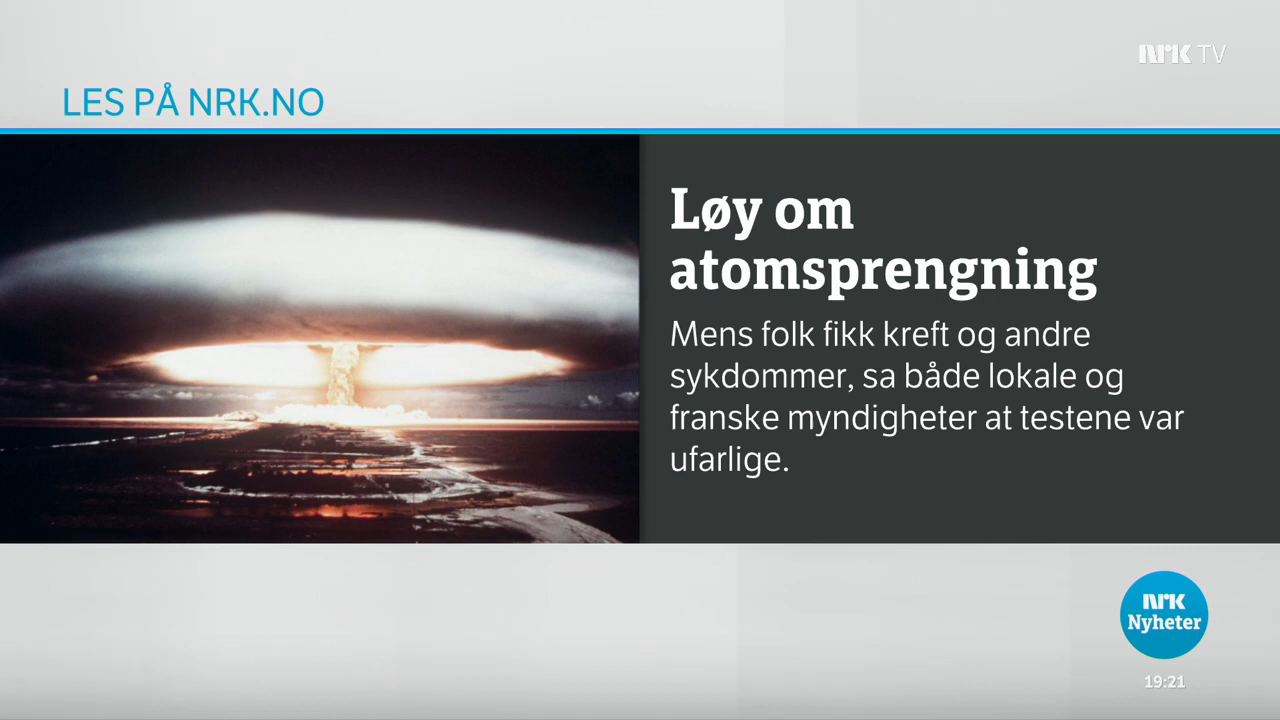 NRK TV
LES PÅ NRK.NO
Løy om
atomsprengning
Mens folk fikk kreft og andre
sykdommer, sa både lokale og
franske myndigheter at testene var
ufarlige.
NRK
Nyheter
19:21